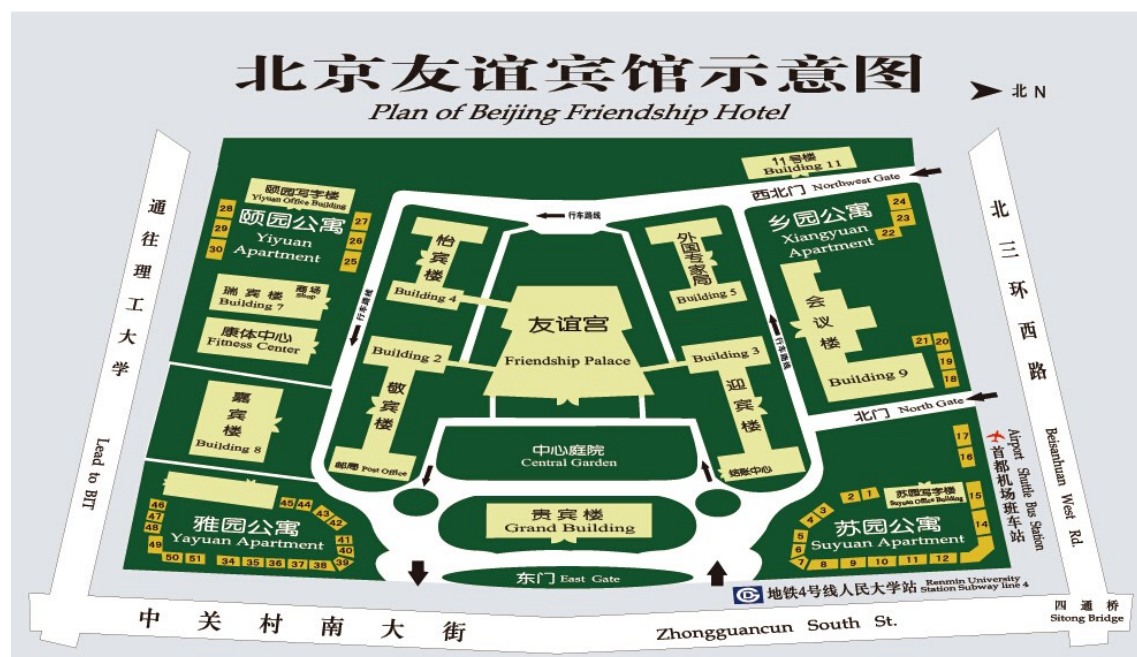 北京友谊宾馆示意图
Plan of Beijing Friendship Hotel
北 N
11号楼
Building 11
西北门 Northwest Gate
行车路线
颐园写字楼
Yiyuan Office Building
28
29
30
颐园公寓
Yiyuan
Apartment
27
26
25
怡宾楼
Building 4
外国专家局
Building 5
乡园公寓
Xiangyuan
Apartment
24
23
22
瑞宾楼
Building 7
商场
Shop
康体中心
Fitness Center
行车路线
友谊宫
Friendship Palace
行车路线
会议楼
Building 9
21
20
19
18
Building 2
敬宾楼
邮局 Post Office
Building 3
迎宾楼
结账中心
北门 North Gate
嘉宾楼
Building 8
中心庭院
Central Garden
贵宾楼
Grand Building
东门 East Gate
雅园公寓
Yayuan Apartment
46
47
48
49
50
51
34
35
36
37
38
39
40
41
42
43
44
45
苏园写字楼
Suyuan Office Building
苏园公寓
Suyuan Apartment
17
16
15
14
12
11
10
9
8
7
6
5
4
3
2
1
通往理工大学
Lead to BIT
北三环西路
Beisanhuan West Rd.
首都机场班车站
Airport Shuttle Bus Station
地铁4号线人民大学站
Renmin University
Station Subway line 4
中关村南大街
Zhongguancun South St.
四通桥
Sitong Bridge